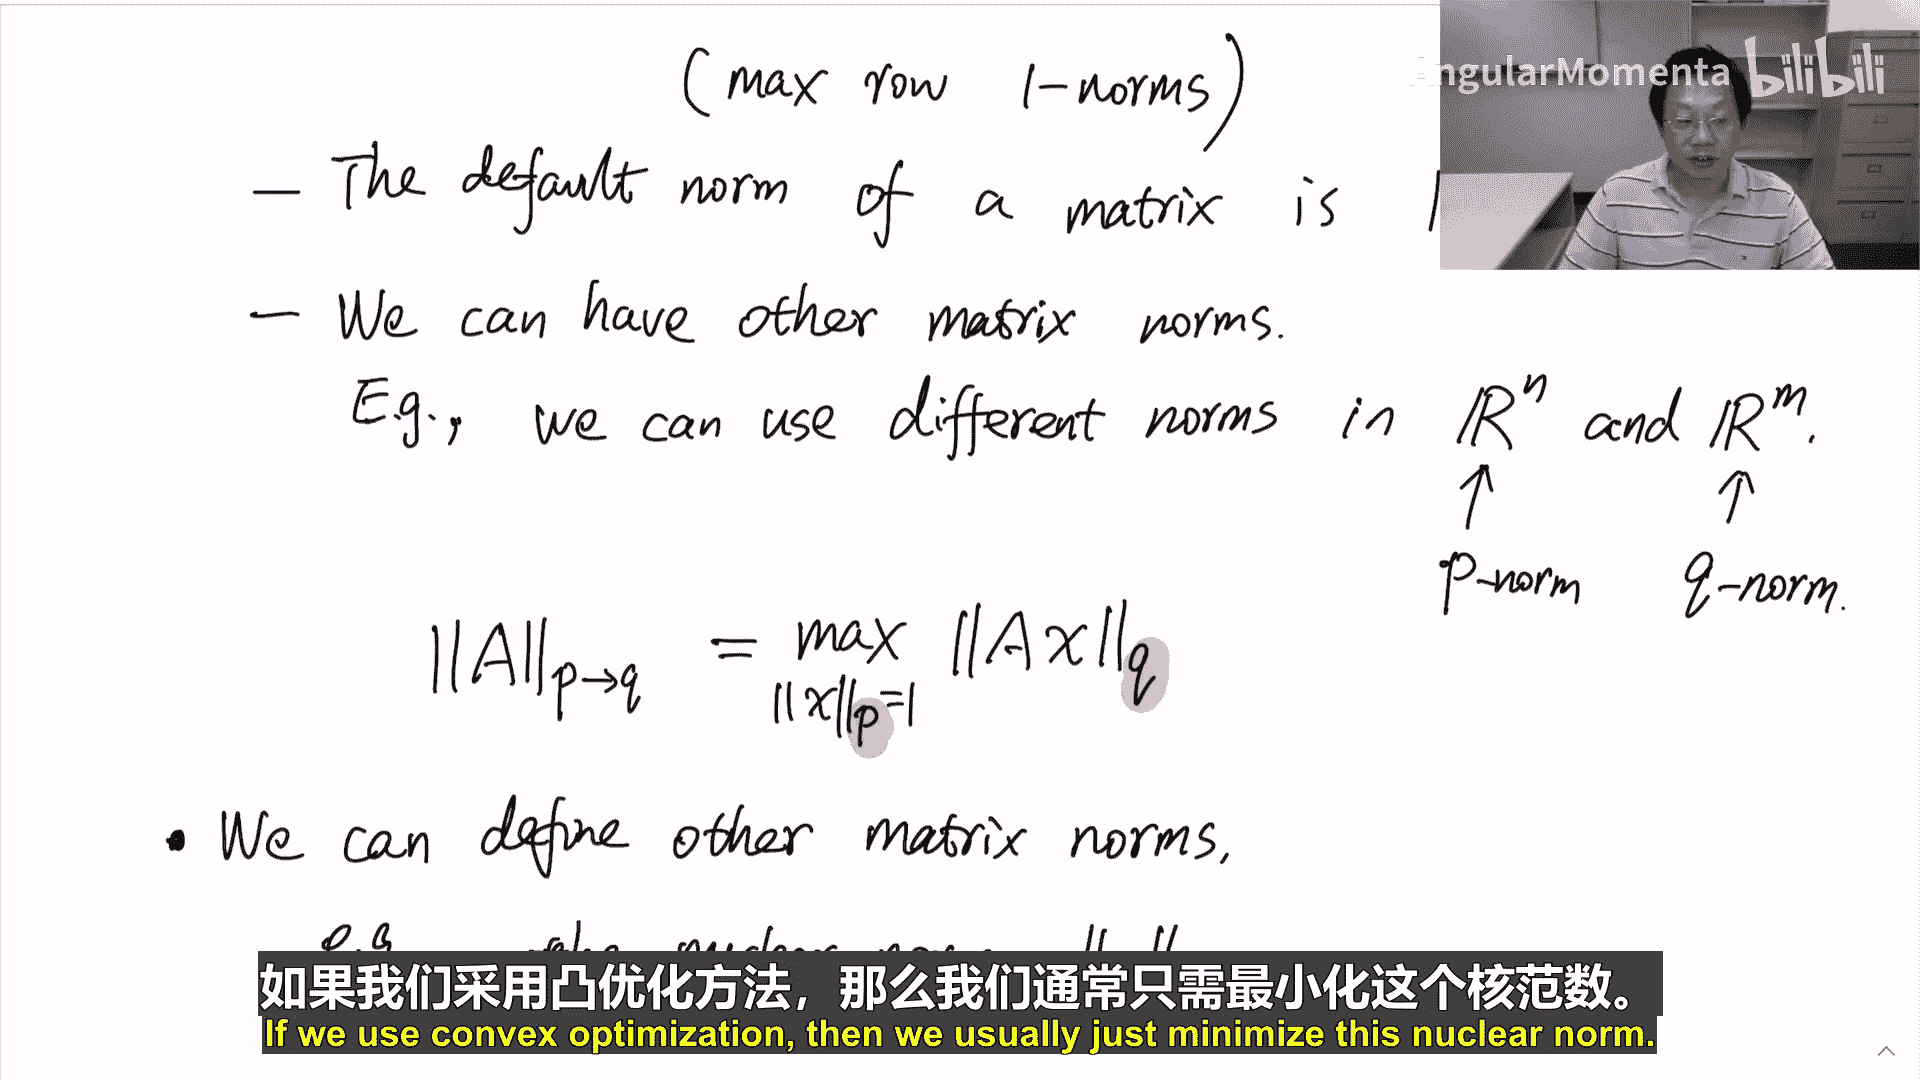 (max row 1-norms)
ngularMomenta bilibili
— The default norm of a matrix is
— We can have other matrix norms.
E.g., we can use different norms in ℝⁿ and ℝᵐ.
↑ ↑
p-norm q-norm.
||A||p→q = max ||Ax||q
||x||p=1
• We can define other matrix norms,
如果我们采用凸优化方法，那么我们通常只需最小化这个核范数。
If we use convex optimization, then we usually just minimize this nuclear norm.